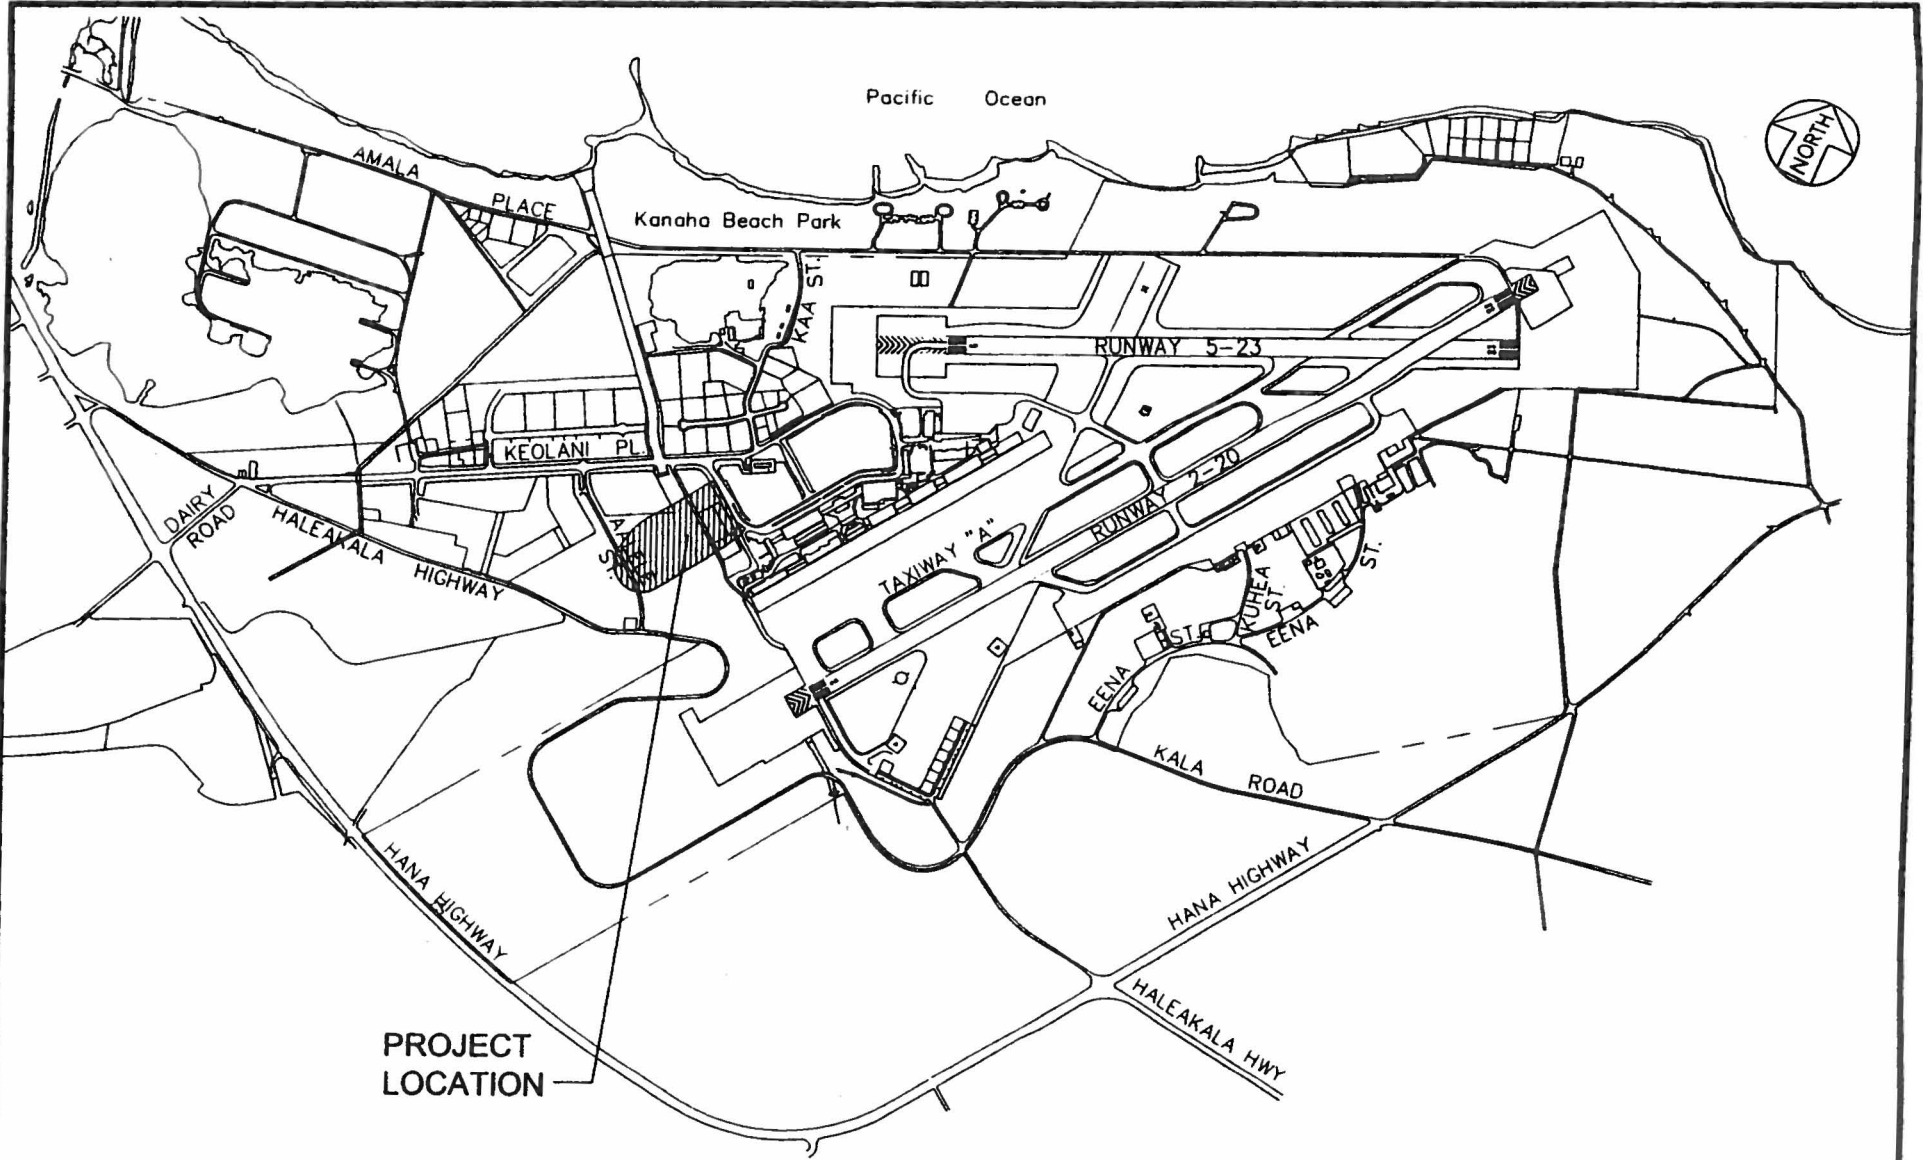 Pacific Ocean
NORTH
AMALA
PLACE
Kanaha Beach Park
KAA ST.
RUNWAY 5-23
KEOLANI PL.
DAIRY
ROAD
HALEAKALA
HIGHWAY
ST.
RUNWAY 2-20
TAXIWAY "A"
KUHEA
ST.
ST.
EENA
ST.
EENA
KALA
ROAD
HANA HIGHWAY
HANA HIGHWAY
HALEAKALA HWY
PROJECT
LOCATION